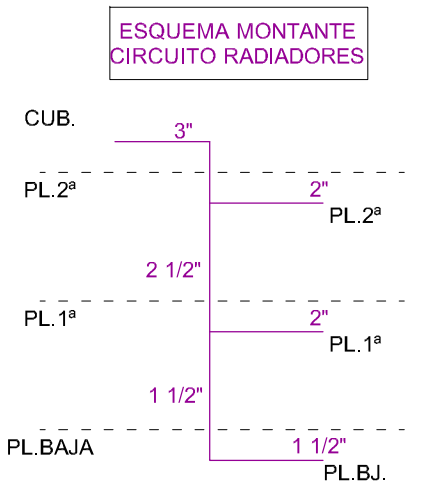 ESQUEMA MONTANTE
CIRCUITO RADIADORES
CUB.
3"
PL.2ª
2"
PL.2ª
2 1/2"
PL.1ª
2"
PL.1ª
1 1/2"
PL.BAJA
1 1/2"
PL.BJ.